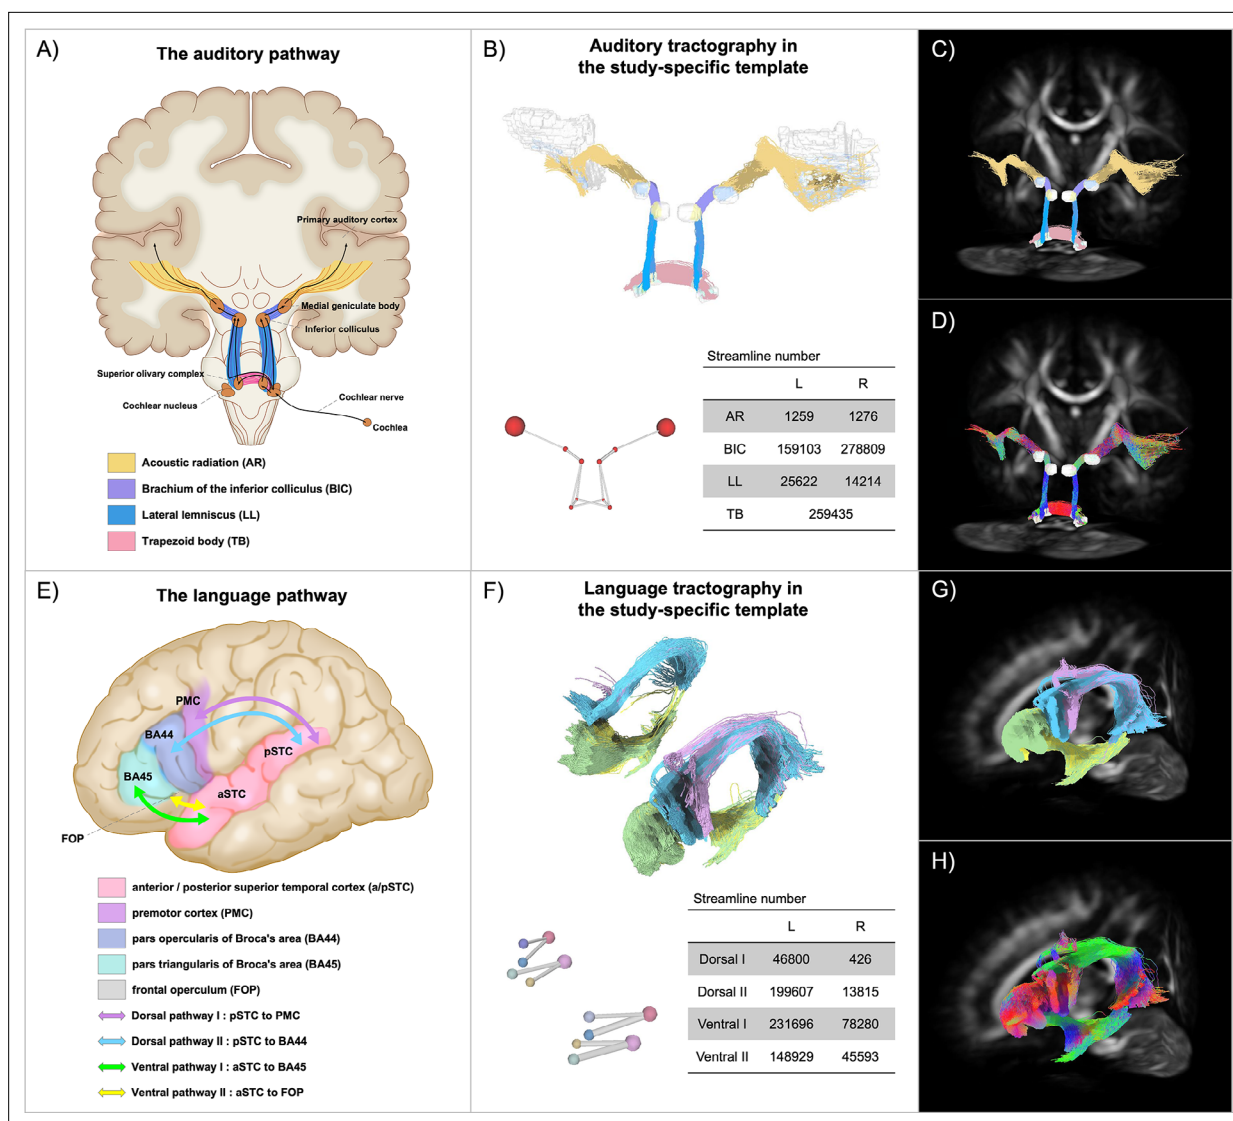 A)
The auditory pathway
Primary auditory cortex
Medial geniculate body
Inferior colliculus
Superior olivary complex
Cochlear nucleus
Cochlear nerve
Cochlea
Acoustic radiation (AR)
Brachium of the inferior colliculus (BIC)
Lateral lemniscus (LL)
Trapezoid body (TB)
B)
Auditory tractography in
the study-specific template
Streamline number
L R
AR 1259 1276
BIC 159103 278809
LL 25622 14214
TB 259435
C)
D)
E)
The language pathway
PMC
BA44
pSTC
BA45
aSTC
FOP
anterior / posterior superior temporal cortex (a/pSTC)
premotor cortex (PMC)
pars opercularis of Broca's area (BA44)
pars triangularis of Broca's area (BA45)
frontal operculum (FOP)
Dorsal pathway I : pSTC to PMC
Dorsal pathway II : pSTC to BA44
Ventral pathway I : aSTC to BA45
Ventral pathway II : aSTC to FOP
F)
Language tractography in
the study-specific template
Streamline number
L R
Dorsal I 46800 426
Dorsal II 199607 13815
Ventral I 231696 78280
Ventral II 148929 45593
G)
H)